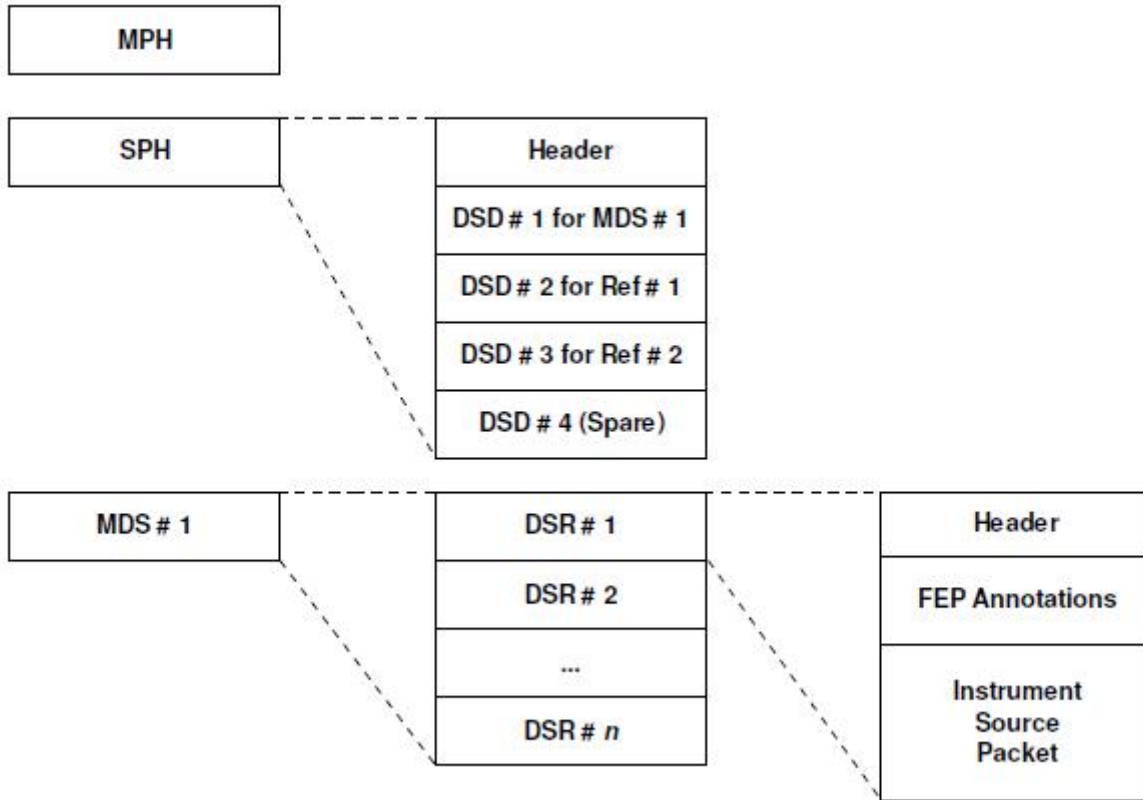 MPH
SPH
Header
DSD # 1 for MDS # 1
DSD # 2 for Ref # 1
DSD # 3 for Ref # 2
DSD # 4 (Spare)
MDS # 1
DSR # 1
DSR # 2
...
DSR # n
Header
FEP Annotations
Instrument
Source
Packet